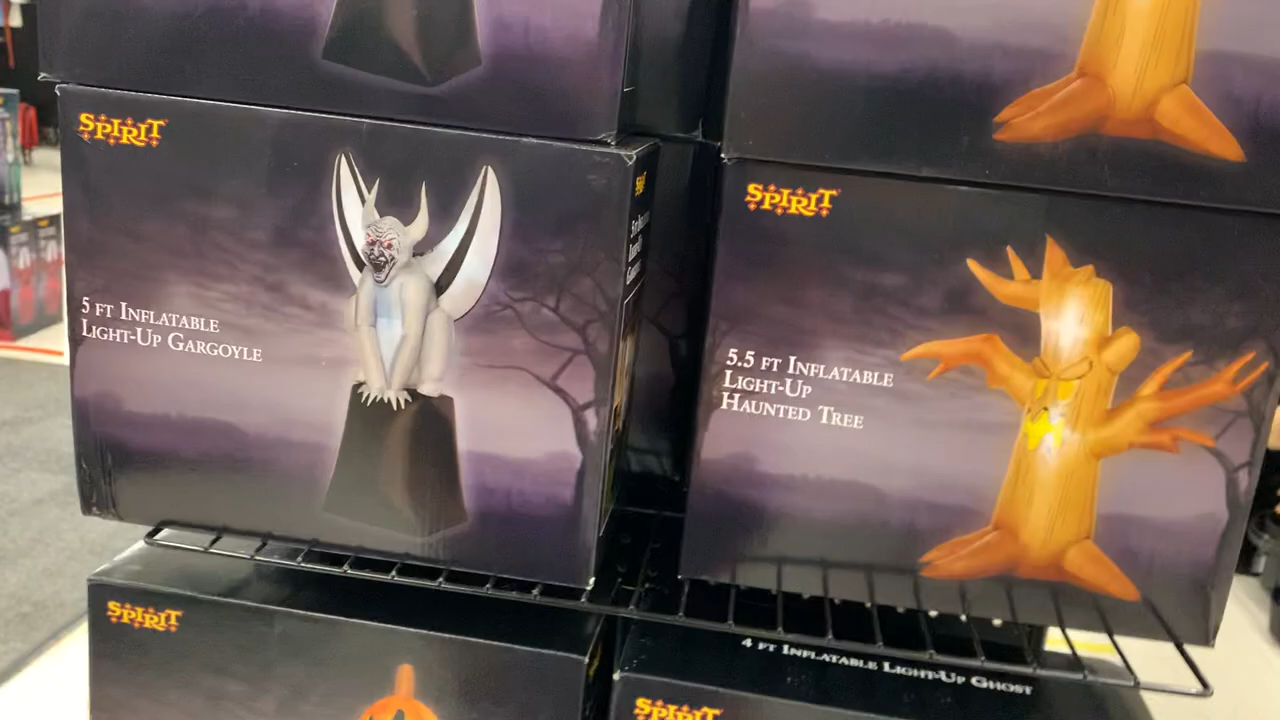 SPIRIT
5 FT INFLATABLE
LIGHT-UP GARGOYLE
SPIRIT
5.5 FT INFLATABLE
LIGHT-UP
HAUNTED TREE
SPIRIT
4 FT INFLATABLE LIGHT-UP GHOST
SPIRIT